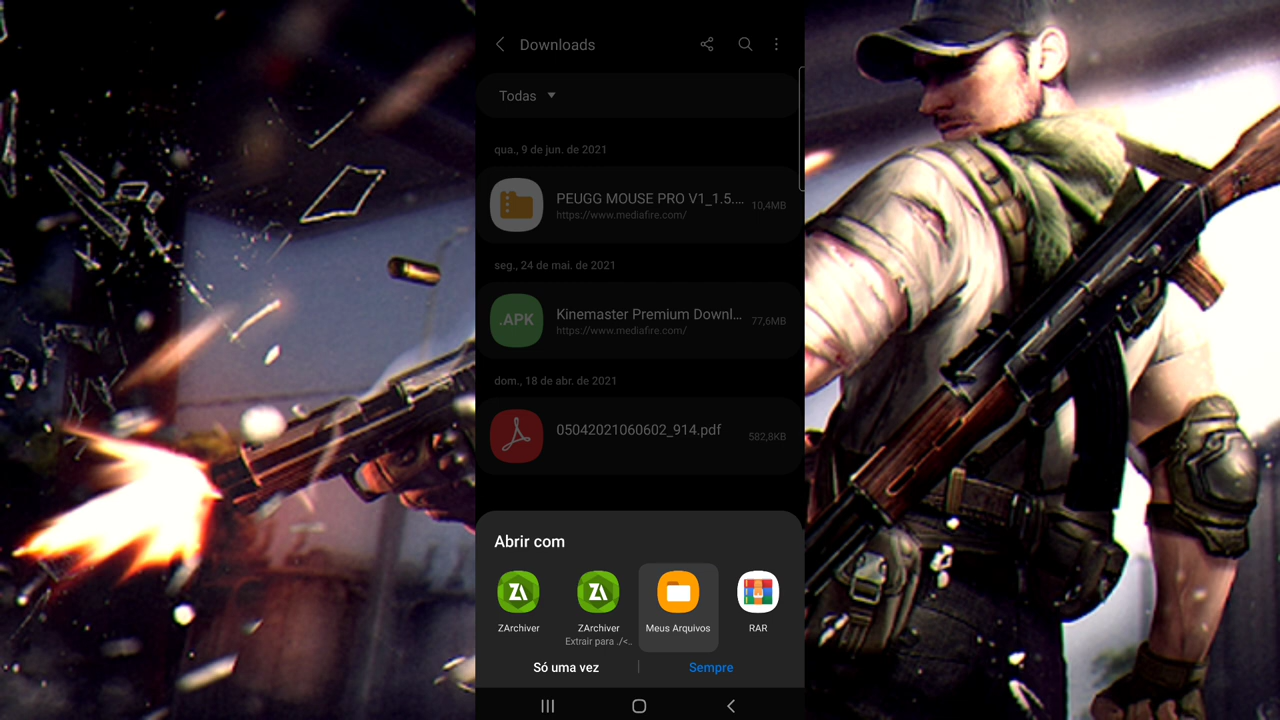 Downloads
Todas
qua., 9 de jun. de 2021
PEUGG MOUSE PRO V1_1.5....
10,4MB
https://www.mediafire.com/
seg., 24 de mai. de 2021
.APK
Kinemaster Premium Downl...
77,6MB
https://www.mediafire.com/
dom., 18 de abr. de 2021
05042021060602_914.pdf
582,8KB
Abrir com
ZA
ZA
ZArchiver
ZArchiver
Meus Arquivos
RAR
Extrair para ./<..
Só uma vez
Sempre